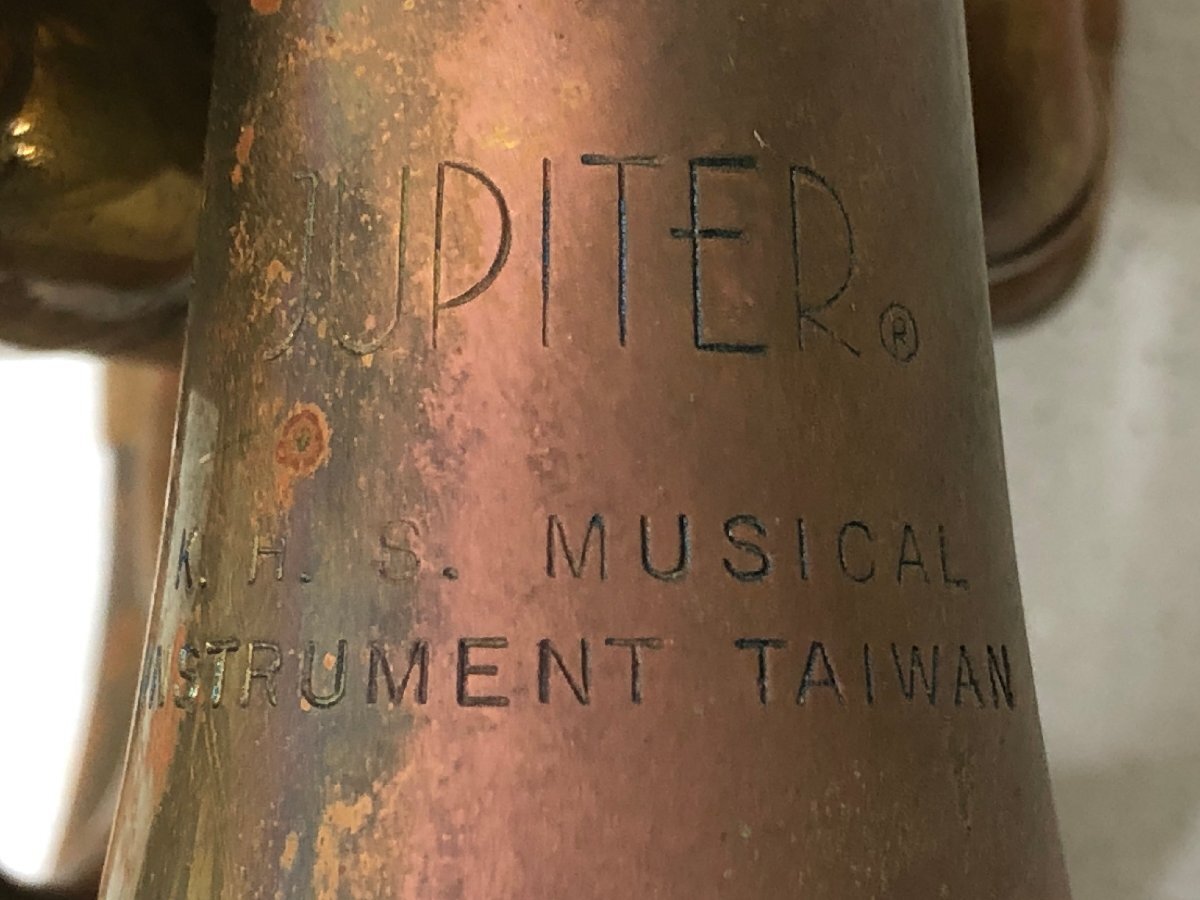 JUPITER®
K. H. S. MUSICAL
INSTRUMENT TAIWAN